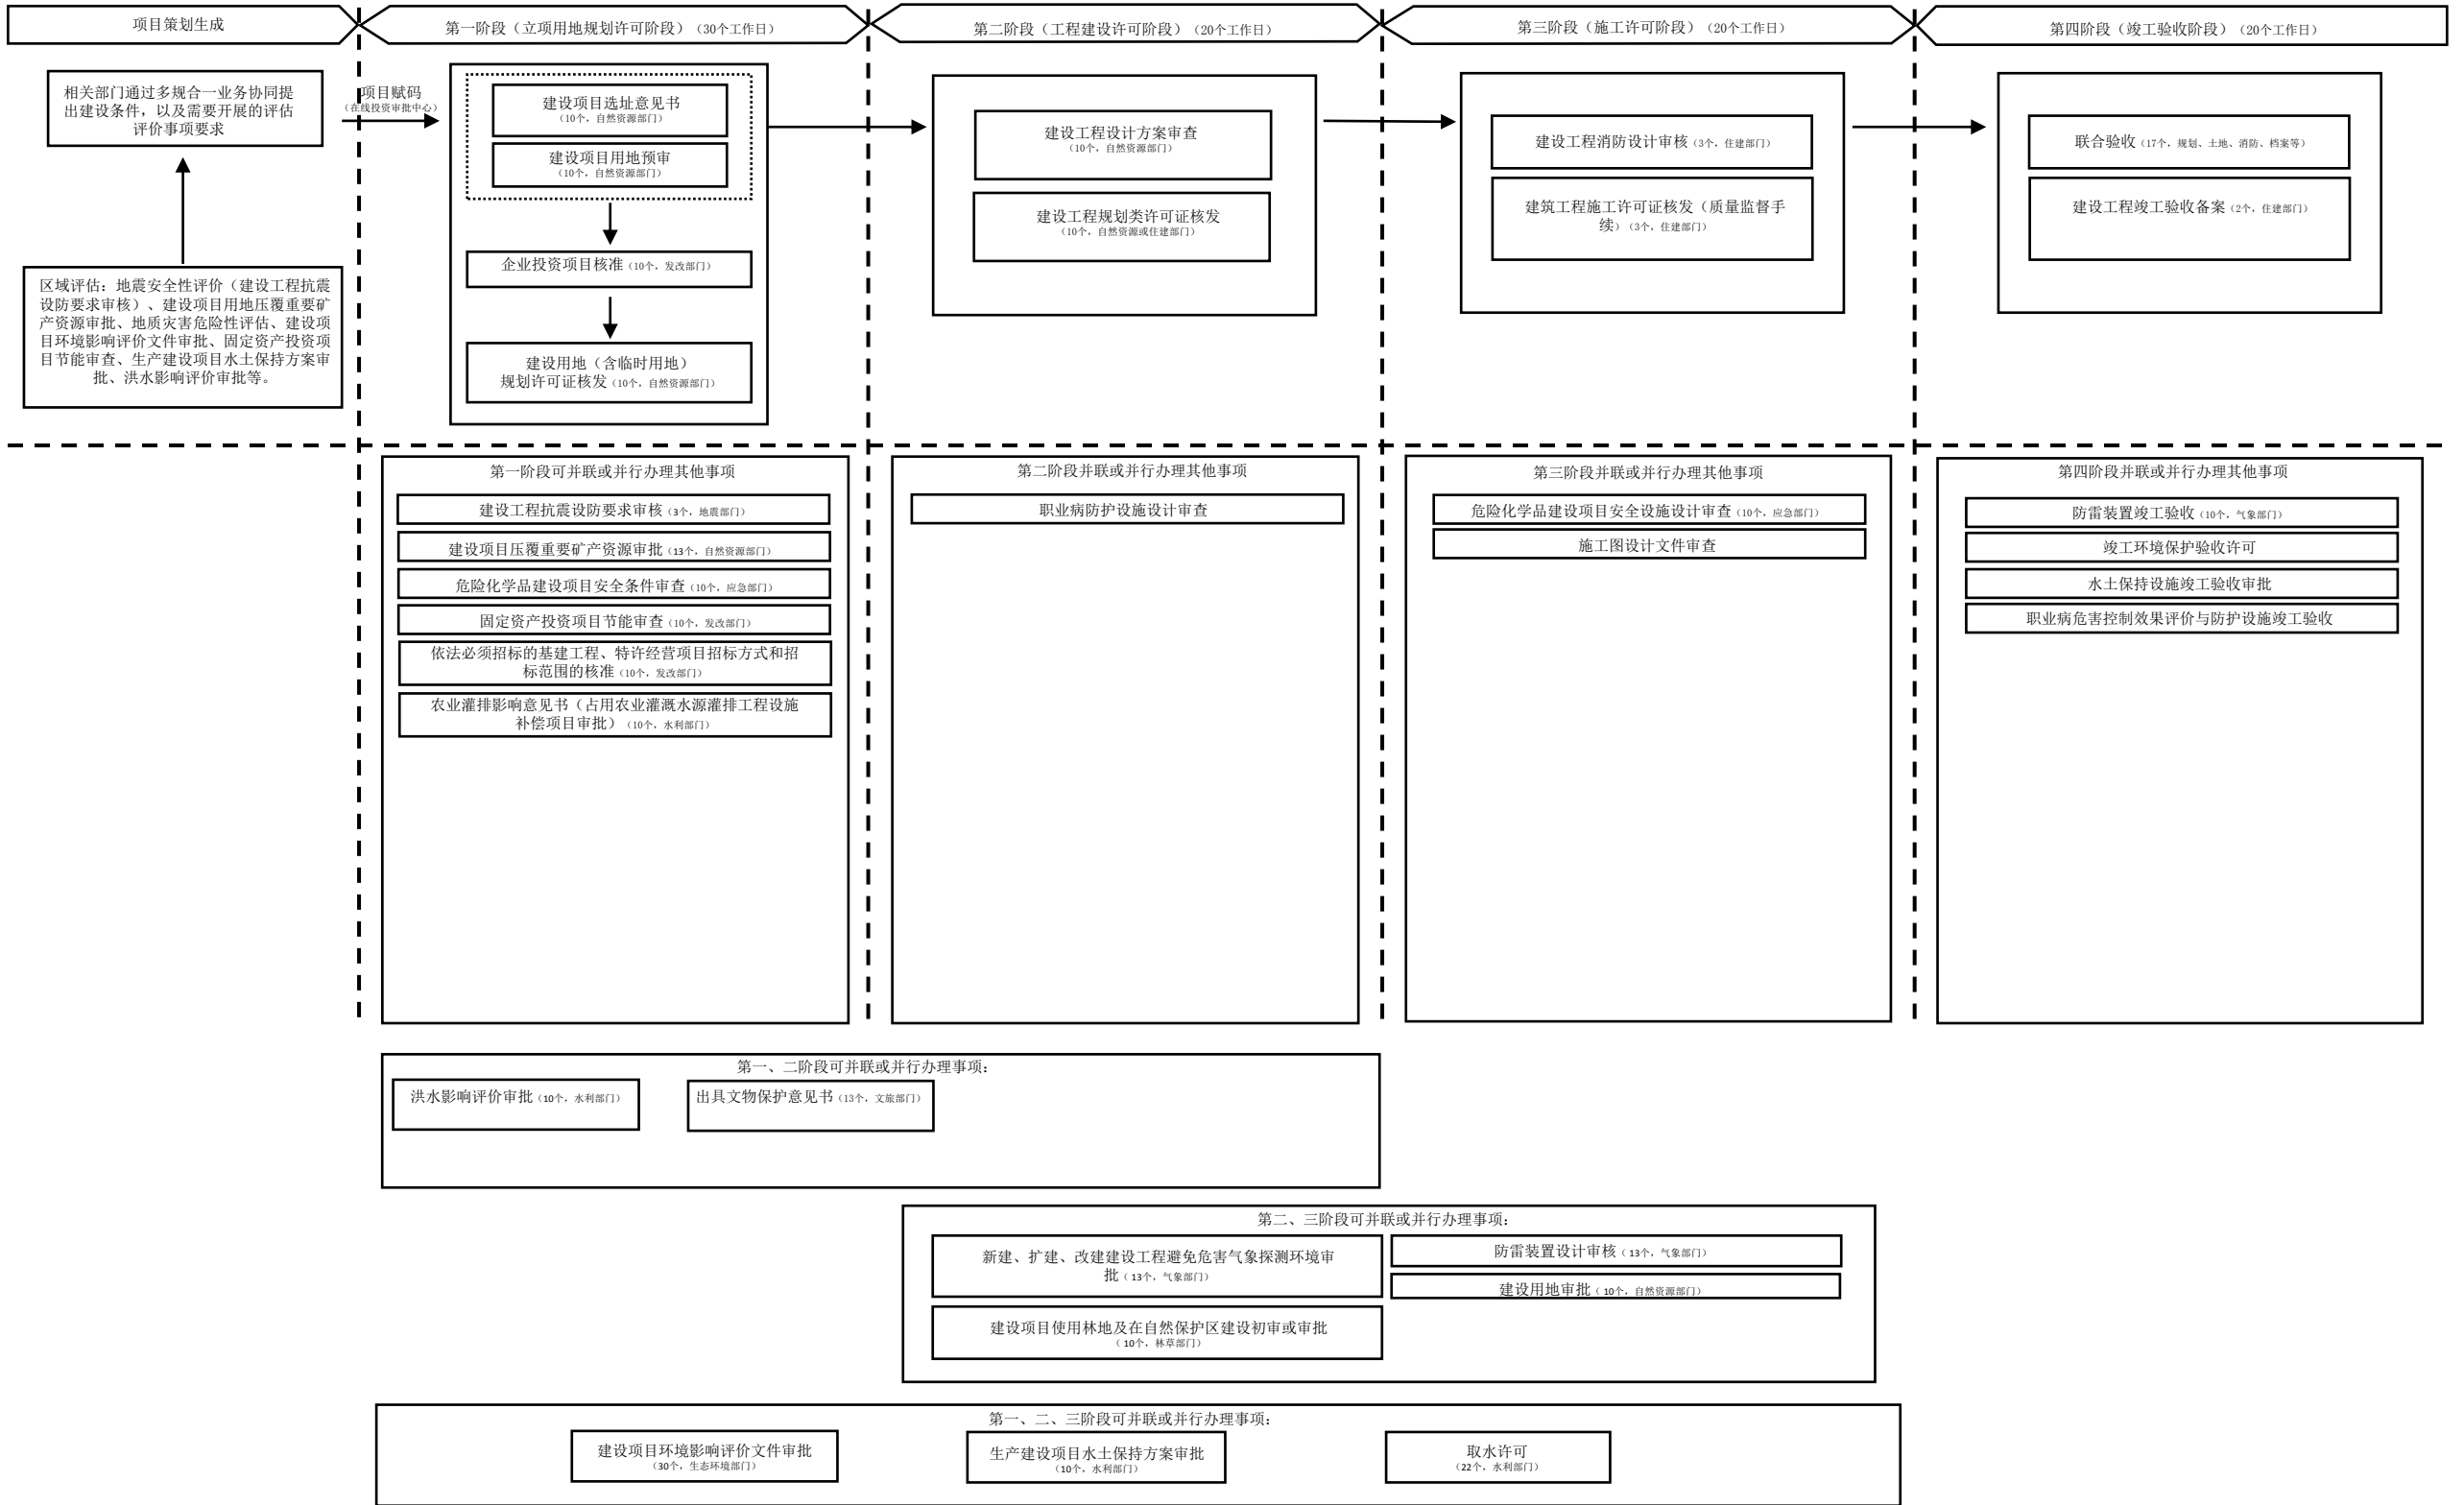 项目策划生成
第一阶段（立项用地规划许可阶段）（30个工作日）
第二阶段（工程建设许可阶段）（20个工作日）
第三阶段（施工许可阶段）（20个工作日）
第四阶段（竣工验收阶段）（20个工作日）
相关部门通过多规合一业务协同提
出建设条件，以及需要开展的评估
评价事项要求
区域评估：地震安全性评价（建设工程抗震
设防要求审核）、建设项目用地压覆重要矿
产资源审批、地质灾害危险性评估、建设项
目环境影响评价文件审批、固定资产投资项
目节能审查、生产建设项目水土保持方案审
批、洪水影响评价审批等。
项目赋码
（在线投资审批中心）
建设项目选址意见书
（10个，自然资源部门）
建设项目用地预审
（10个，自然资源部门）
企业投资项目核准（10个，发改部门）
建设用地（含临时用地）
规划许可证核发（10个，自然资源部门）
建设工程设计方案审查
（10个，自然资源部门）
建设工程规划类许可证核发
（10个，自然资源或住建部门）
建设工程消防设计审核（3个，住建部门）
建筑工程施工许可证核发（质量监督手
续）（3个，住建部门）
联合验收（17个，规划、土地、消防、档案等）
建设工程竣工验收备案（2个，住建部门）
第一阶段可并联或并行办理其他事项
建设工程抗震设防要求审核（3个，地震部门）
建设项目压覆重要矿产资源审批（13个，自然资源部门）
危险化学品建设项目安全条件审查（10个，应急部门）
固定资产投资项目节能审查（10个，发改部门）
依法必须招标的基建工程、特许经营项目招标方式和招
标范围的核准（10个，发改部门）
农业灌排影响意见书（占用农业灌溉水源灌排工程设施
补偿项目审批）（10个，水利部门）
第二阶段并联或并行办理其他事项
职业病防护设施设计审查
第三阶段并联或并行办理其他事项
危险化学品建设项目安全设施设计审查（10个，应急部门）
施工图设计文件审查
第四阶段并联或并行办理其他事项
防雷装置竣工验收（10个，气象部门）
竣工环境保护验收许可
水土保持设施竣工验收审批
职业病危害控制效果评价与防护设施竣工验收
第一、二阶段可并联或并行办理事项：
洪水影响评价审批（10个，水利部门）
出具文物保护意见书（13个，文旅部门）
第二、三阶段可并联或并行办理事项：
新建、扩建、改建建设工程避免危害气象探测环境审
批（ 13个，气象部门）
防雷装置设计审核（ 13个，气象部门）
建设用地审批（ 10个，自然资源部门）
建设项目使用林地及在自然保护区建设初审或审批
（ 10个，林草部门）
第一、二、三阶段可并联或并行办理事项：
建设项目环境影响评价文件审批
（30个，生态环境部门）
生产建设项目水土保持方案审批
（10个，水利部门）
取水许可
（22个，水利部门）